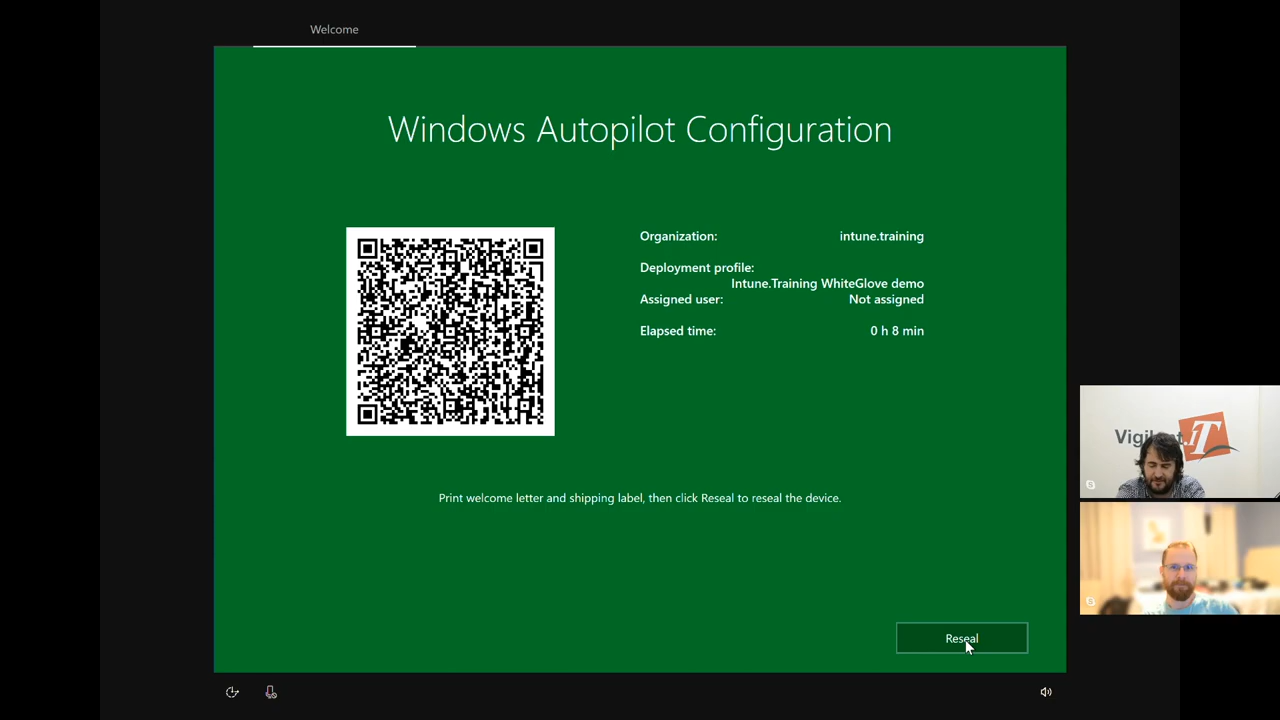 Welcome
Windows Autopilot Configuration
Organization: intune.training
Deployment profile:
Intune.Training WhiteGlove demo
Assigned user: Not assigned
Elapsed time: 0 h 8 min
Print welcome letter and shipping label, then click Reseal to reseal the device.
Reseal
iT